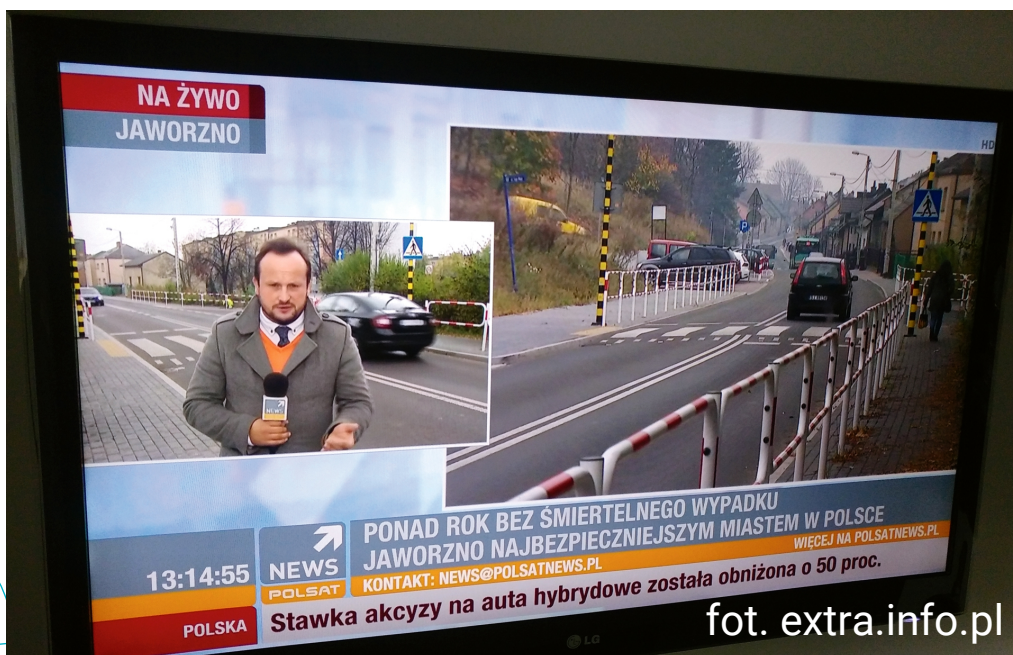 NA ŻYWO
JAWORZNO
HD
NEWS
PONAD ROK BEZ ŚMIERTELNEGO WYPADKU
JAWORZNO NAJBEZPIECZNIEJSZYM MIASTEM W POLSCE
WIĘCEJ NA POLSATNEWS.PL
KONTAKT: NEWS@POLSATNEWS.PL
13:14:55
NEWS
POLSAT
POLSKA
Stawka akcyzy na auta hybrydowe została obniżona o 50 proc.
LG
fot. extra.info.pl